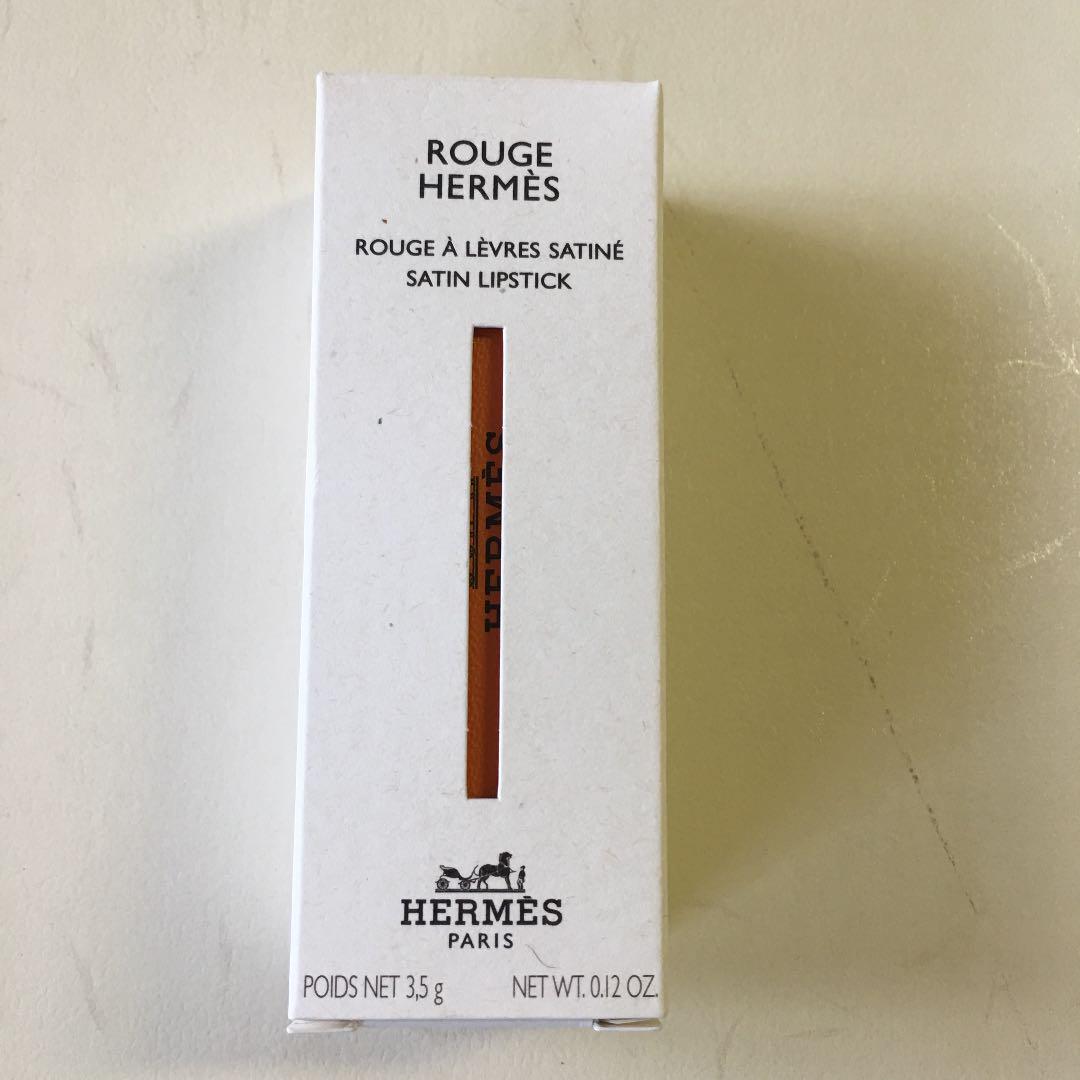 ROUGE
HERMÈS
ROUGE À LÈVRES SATINÉ
SATIN LIPSTICK
HERMÈS
HERMÈS
PARIS
POIDS NET 3,5 g NET WT. 0.12 OZ.